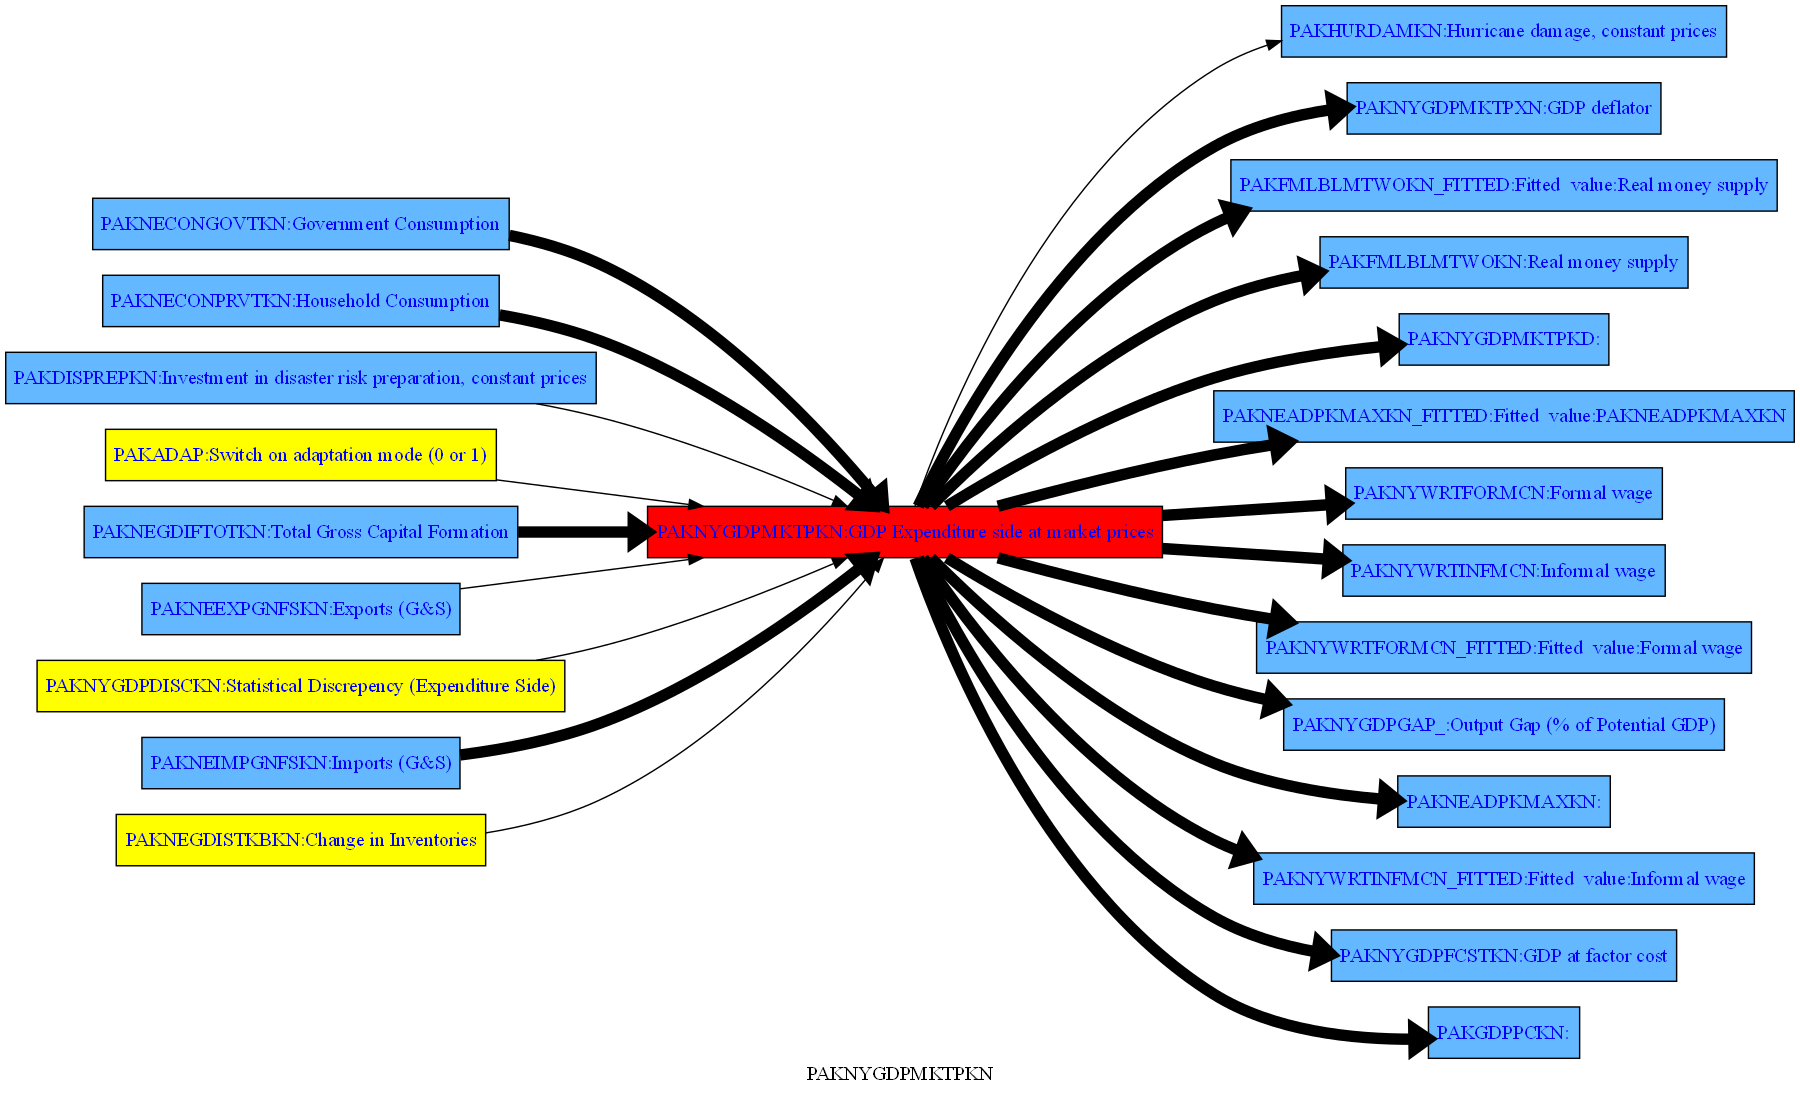 PAKHURDAMKN:Hurricane damage, constant prices
PAKNYGDPMKTPXN:GDP deflator
PAKFMLBLMTWOKN_FITTED:Fitted  value:Real money supply
PAKNECONGOVTKN:Government Consumption
PAKFMLBLMTWOKN:Real money supply
PAKNECONPRVTKN:Household Consumption
PAKNYGDPMKTPKD:
PAKDISPREPKN:Investment in disaster risk preparation, constant prices
PAKNEADPKMAXKN_FITTED:Fitted  value:PAKNEADPKMAXKN
PAKADAP:Switch on adaptation mode (0 or 1)
PAKNYWRTFORMCN:Formal wage
PAKNEGDIFTOTKN:Total Gross Capital Formation
PAKNYGDPMKTPKN:GDP Expenditure side at market prices
PAKNYWRTINFMCN:Informal wage
PAKNEEXPGNFSKN:Exports (G&S)
PAKNYWRTFORMCN_FITTED:Fitted  value:Formal wage
PAKNYGDPDISCKN:Statistical Discrepency (Expenditure Side)
PAKNYGDPGAP_:Output Gap (% of Potential GDP)
PAKNEIMPGNFSKN:Imports (G&S)
PAKNEADPKMAXKN:
PAKNEGDISTKBKN:Change in Inventories
PAKNYWRTINFMCN_FITTED:Fitted  value:Informal wage
PAKNYGDPFCSTKN:GDP at factor cost
PAKGDPPCKN:
PAKNYGDPMKTPKN